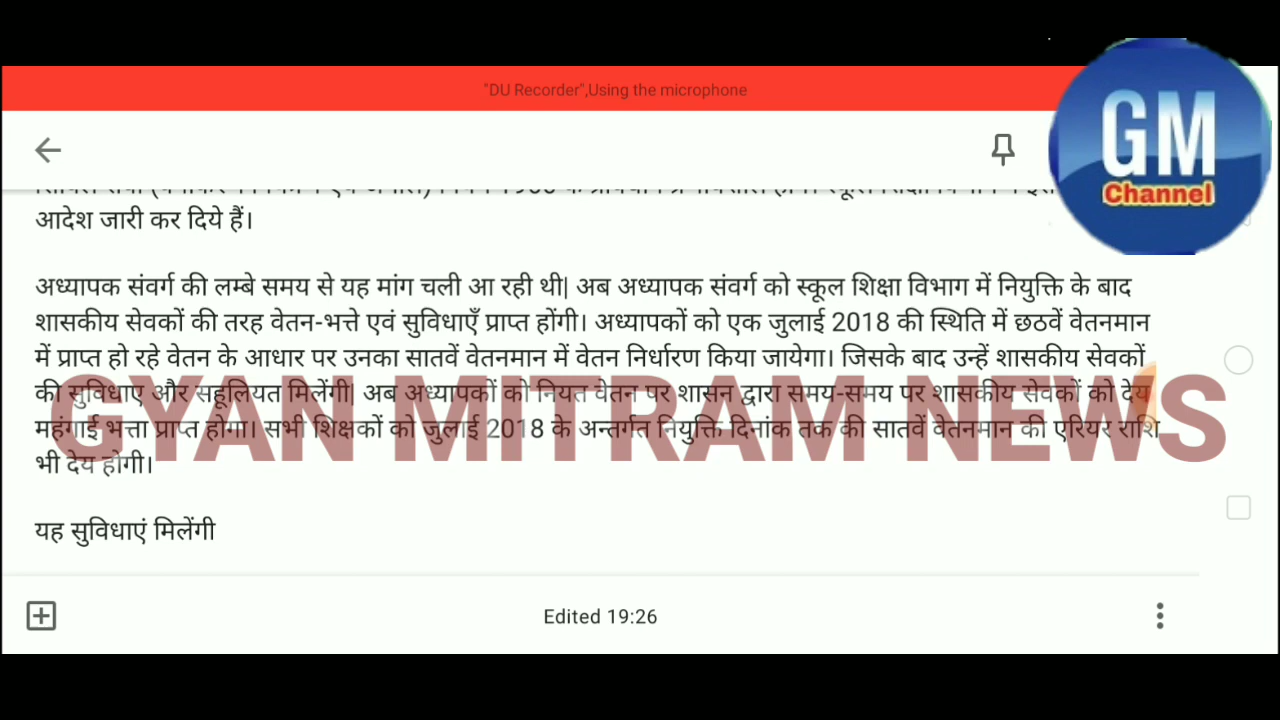 "DU Recorder",Using the microphone
GM
Channel
आदेश जारी कर दिये हैं।
अध्यापक संवर्ग की लम्बे समय से यह मांग चली आ रही थी| अब अध्यापक संवर्ग को स्कूल शिक्षा विभाग में नियुक्ति के बाद
शासकीय सेवकों की तरह वेतन-भत्ते एवं सुविधाएँ प्राप्त होंगी। अध्यापकों को एक जुलाई 2018 की स्थिति में छठवें वेतनमान
में प्राप्त हो रहे वेतन के आधार पर उनका सातवें वेतनमान में वेतन निर्धारण किया जायेगा। जिसके बाद उन्हें शासकीय सेवकों
की सुविधाएं और सहूलियत मिलेंगी| अब अध्यापकों को नियत वेतन पर शासन द्वारा समय-समय पर शासकीय सेवकों को देय
महंगाई भत्ता प्राप्त होगा। सभी शिक्षकों को जुलाई 2018 के अन्तर्गत नियुक्ति दिनांक तक की सातवें वेतनमान की एरियर राशि
भी देय होगी।
GYAN MITRAM NEWS
यह सुविधाएं मिलेंगी
Edited 19:26